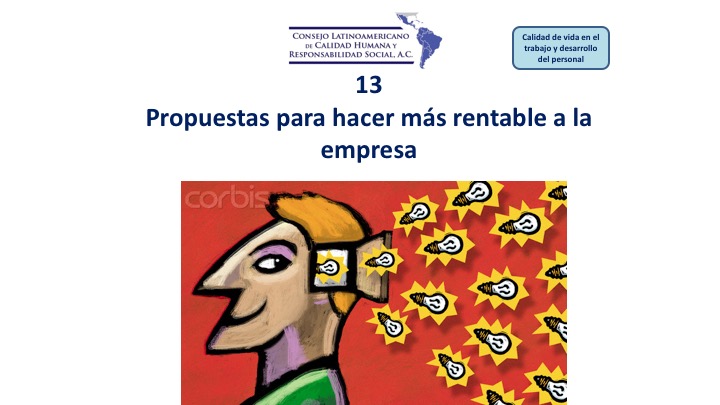 CONSEJO LATINOAMERICANO
DE CALIDAD HUMANA Y
RESPONSABILIDAD SOCIAL, A.C.
Calidad de vida en el
trabajo y desarrollo
del personal
13
Propuestas para hacer más rentable a la
empresa
corbis